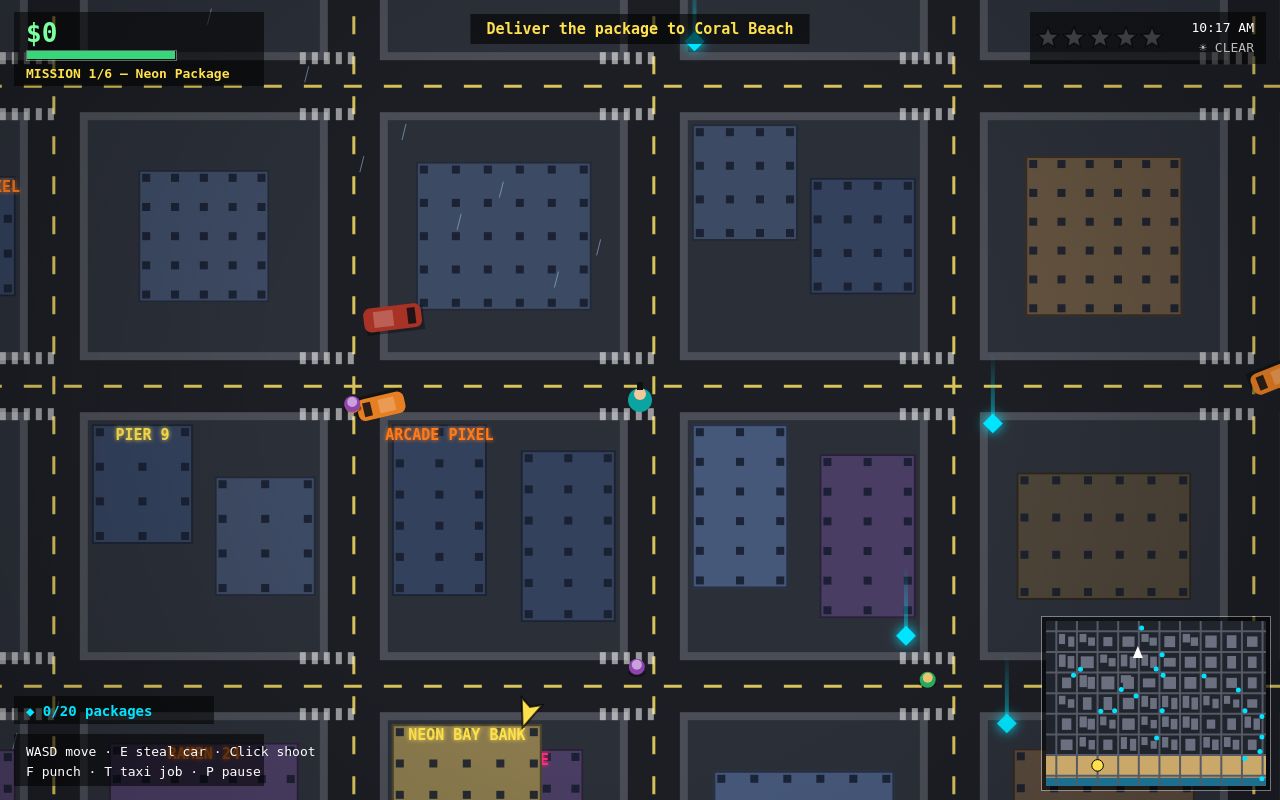 $0
MISSION 1/6 — Neon Package
Deliver the package to Coral Beach
10:17 AM
☀ CLEAR
PIER 9
ARCADE PIXEL
NEON BAY BANK
◆ 0/20 packages
WASD move · E steal car · Click shoot
F punch · T taxi job · P pause